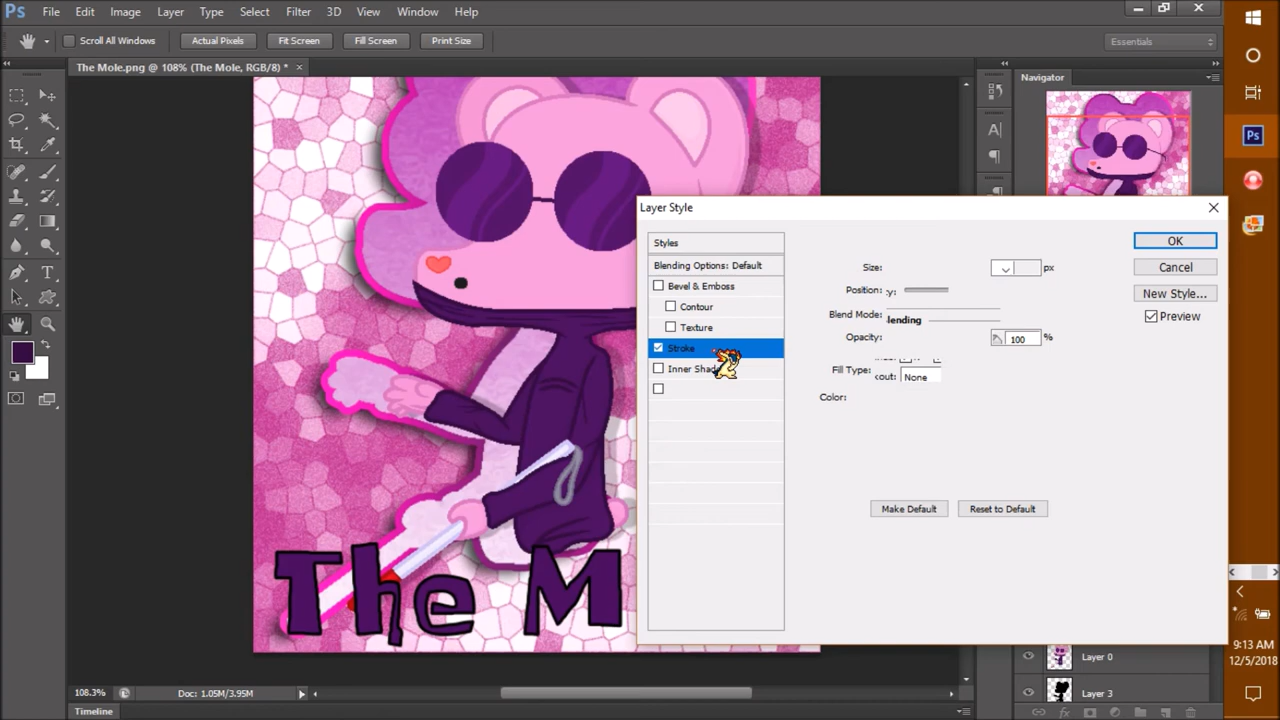 Ps File Edit Image Layer Type Select Filter 3D View Window Help
Scroll All Windows Actual Pixels Fit Screen Fill Screen Print Size Essentials
The Mole.png @ 108% (The Mole, RGB/8) * ×
Navigator
Layer Style
Styles
Blending Options: Default
Bevel & Emboss
Contour
Texture
Stroke
Inner Shad
Size: px
Position:
Blend Mode: lending
Opacity: 100 %
Fill Type: None
Color:
Make Default Reset to Default
OK
Cancel
New Style...
Preview
The M
Layer 0
Layer 3
108.3% Doc: 1.05M/3.95M
Timeline
Ps
9:13 AM
12/5/2018